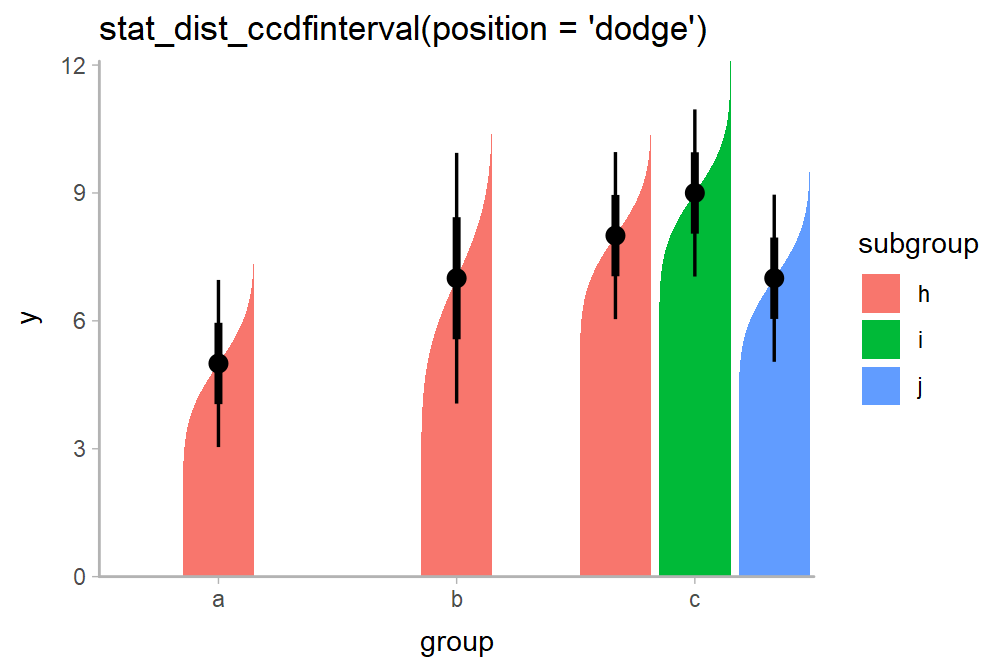 stat_dist_ccdfinterval(position = 'dodge')
12
9
6
3
0
y
a
b
c
group
subgroup
h
i
j